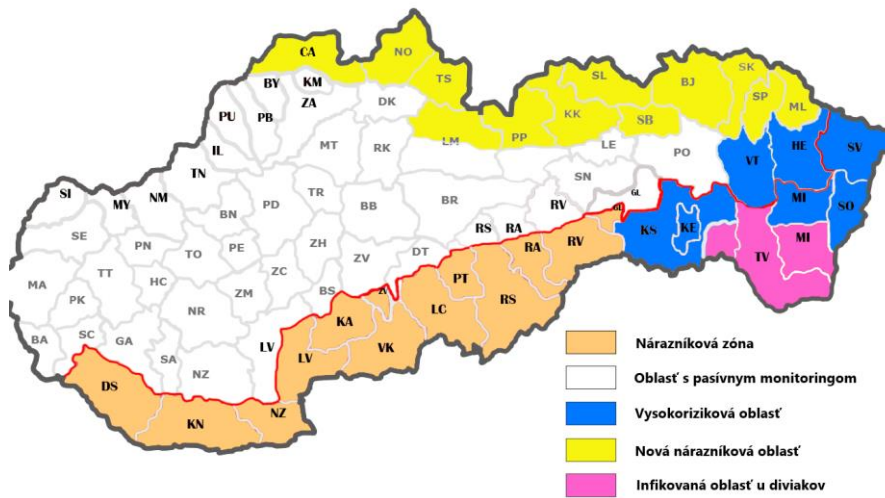 CA
NO
BY
KM
TS
SL
BJ
SK
ZA
DK
SP
ML
PU
PB
KK
SB
LM
PP
HE
SV
IL
MT
RK
LE
PO
VT
TN
SN
GL
SI
MY
NM
TR
BB
BR
RV
GL
MI
SO
BN
PD
KS
KE
SE
PN
TO
PE
ZH
ZV
DT
RS
RA
RA
RV
MI
TV
MA
TT
HC
ZC
BS
ZV
PT
PK
NR
ZM
KA
LC
RS
BA
SC
GA
SA
NZ
LV
LV
VK
DS
KN
NZ
Nárazníková zóna
Oblasť s pasívnym monitoringom
Vysokoriziková oblasť
Nová nárazníková oblasť
Infikovaná oblasť u diviakov